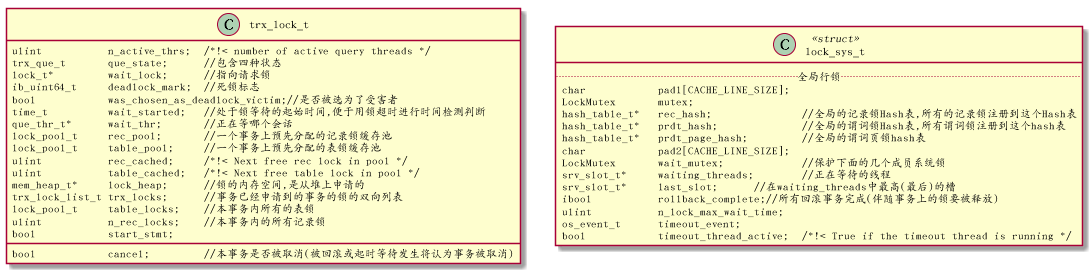 C trx_lock_t
ulint n_active_thrs; /*!< number of active query threads */
trx_que_t que_state; //包含四种状态
lock_t* wait_lock; //指向请求锁
ib_uint64_t deadlock_mark; //死锁标志
bool was_chosen_as_deadlock_victim;//是否被选为了受害者
time_t wait_started; //处于锁等待的起始时间,便于用锁超时进行时间检测判断
que_thr_t* wait_thr; //正在等哪个会话
lock_pool_t rec_pool; //一个事务上预先分配的记录锁缓存池
lock_pool_t table_pool; //一个事务上预先分配的表锁缓存池
ulint rec_cached; /*!< Next free rec lock in pool */
ulint table_cached; /*!< Next free table lock in pool */
mem_heap_t* lock_heap; //锁的内存空间,是从堆上申请的
trx_lock_list_t trx_locks; //事务已经申请到的事务的锁的双向列表
lock_pool_t table_locks; //本事务内所有的表锁
ulint n_rec_locks; //本事务内的所有记录锁
bool start_stmt;
bool cancel; //本事务是否被取消(被回滚或起时等待发生将认为事务被取消)
C «struct»
lock_sys_t
全局行锁
char pad1[CACHE_LINE_SIZE];
LockMutex mutex;
hash_table_t* rec_hash; //全局的记录锁Hash表,所有的记录锁注册到这个Hash表
hash_table_t* prdt_hash; //全局的谓词锁Hash表,所有谓词锁注册到这个hash表
hash_table_t* prdt_page_hash; //全局的谓词页锁hash表
char pad2[CACHE_LINE_SIZE];
LockMutex wait_mutex; //保护下面的几个成员系统锁
srv_slot_t* waiting_threads; //正在等待的线程
srv_slot_t* last_slot; //在waiting_threads中最高(最后)的槽
ibool rollback_complete;//所有回滚事务完成(伴随事务上的锁要被释放)
ulint n_lock_max_wait_time;
os_event_t timeout_event;
bool timeout_thread_active; /*!< True if the timeout thread is running */